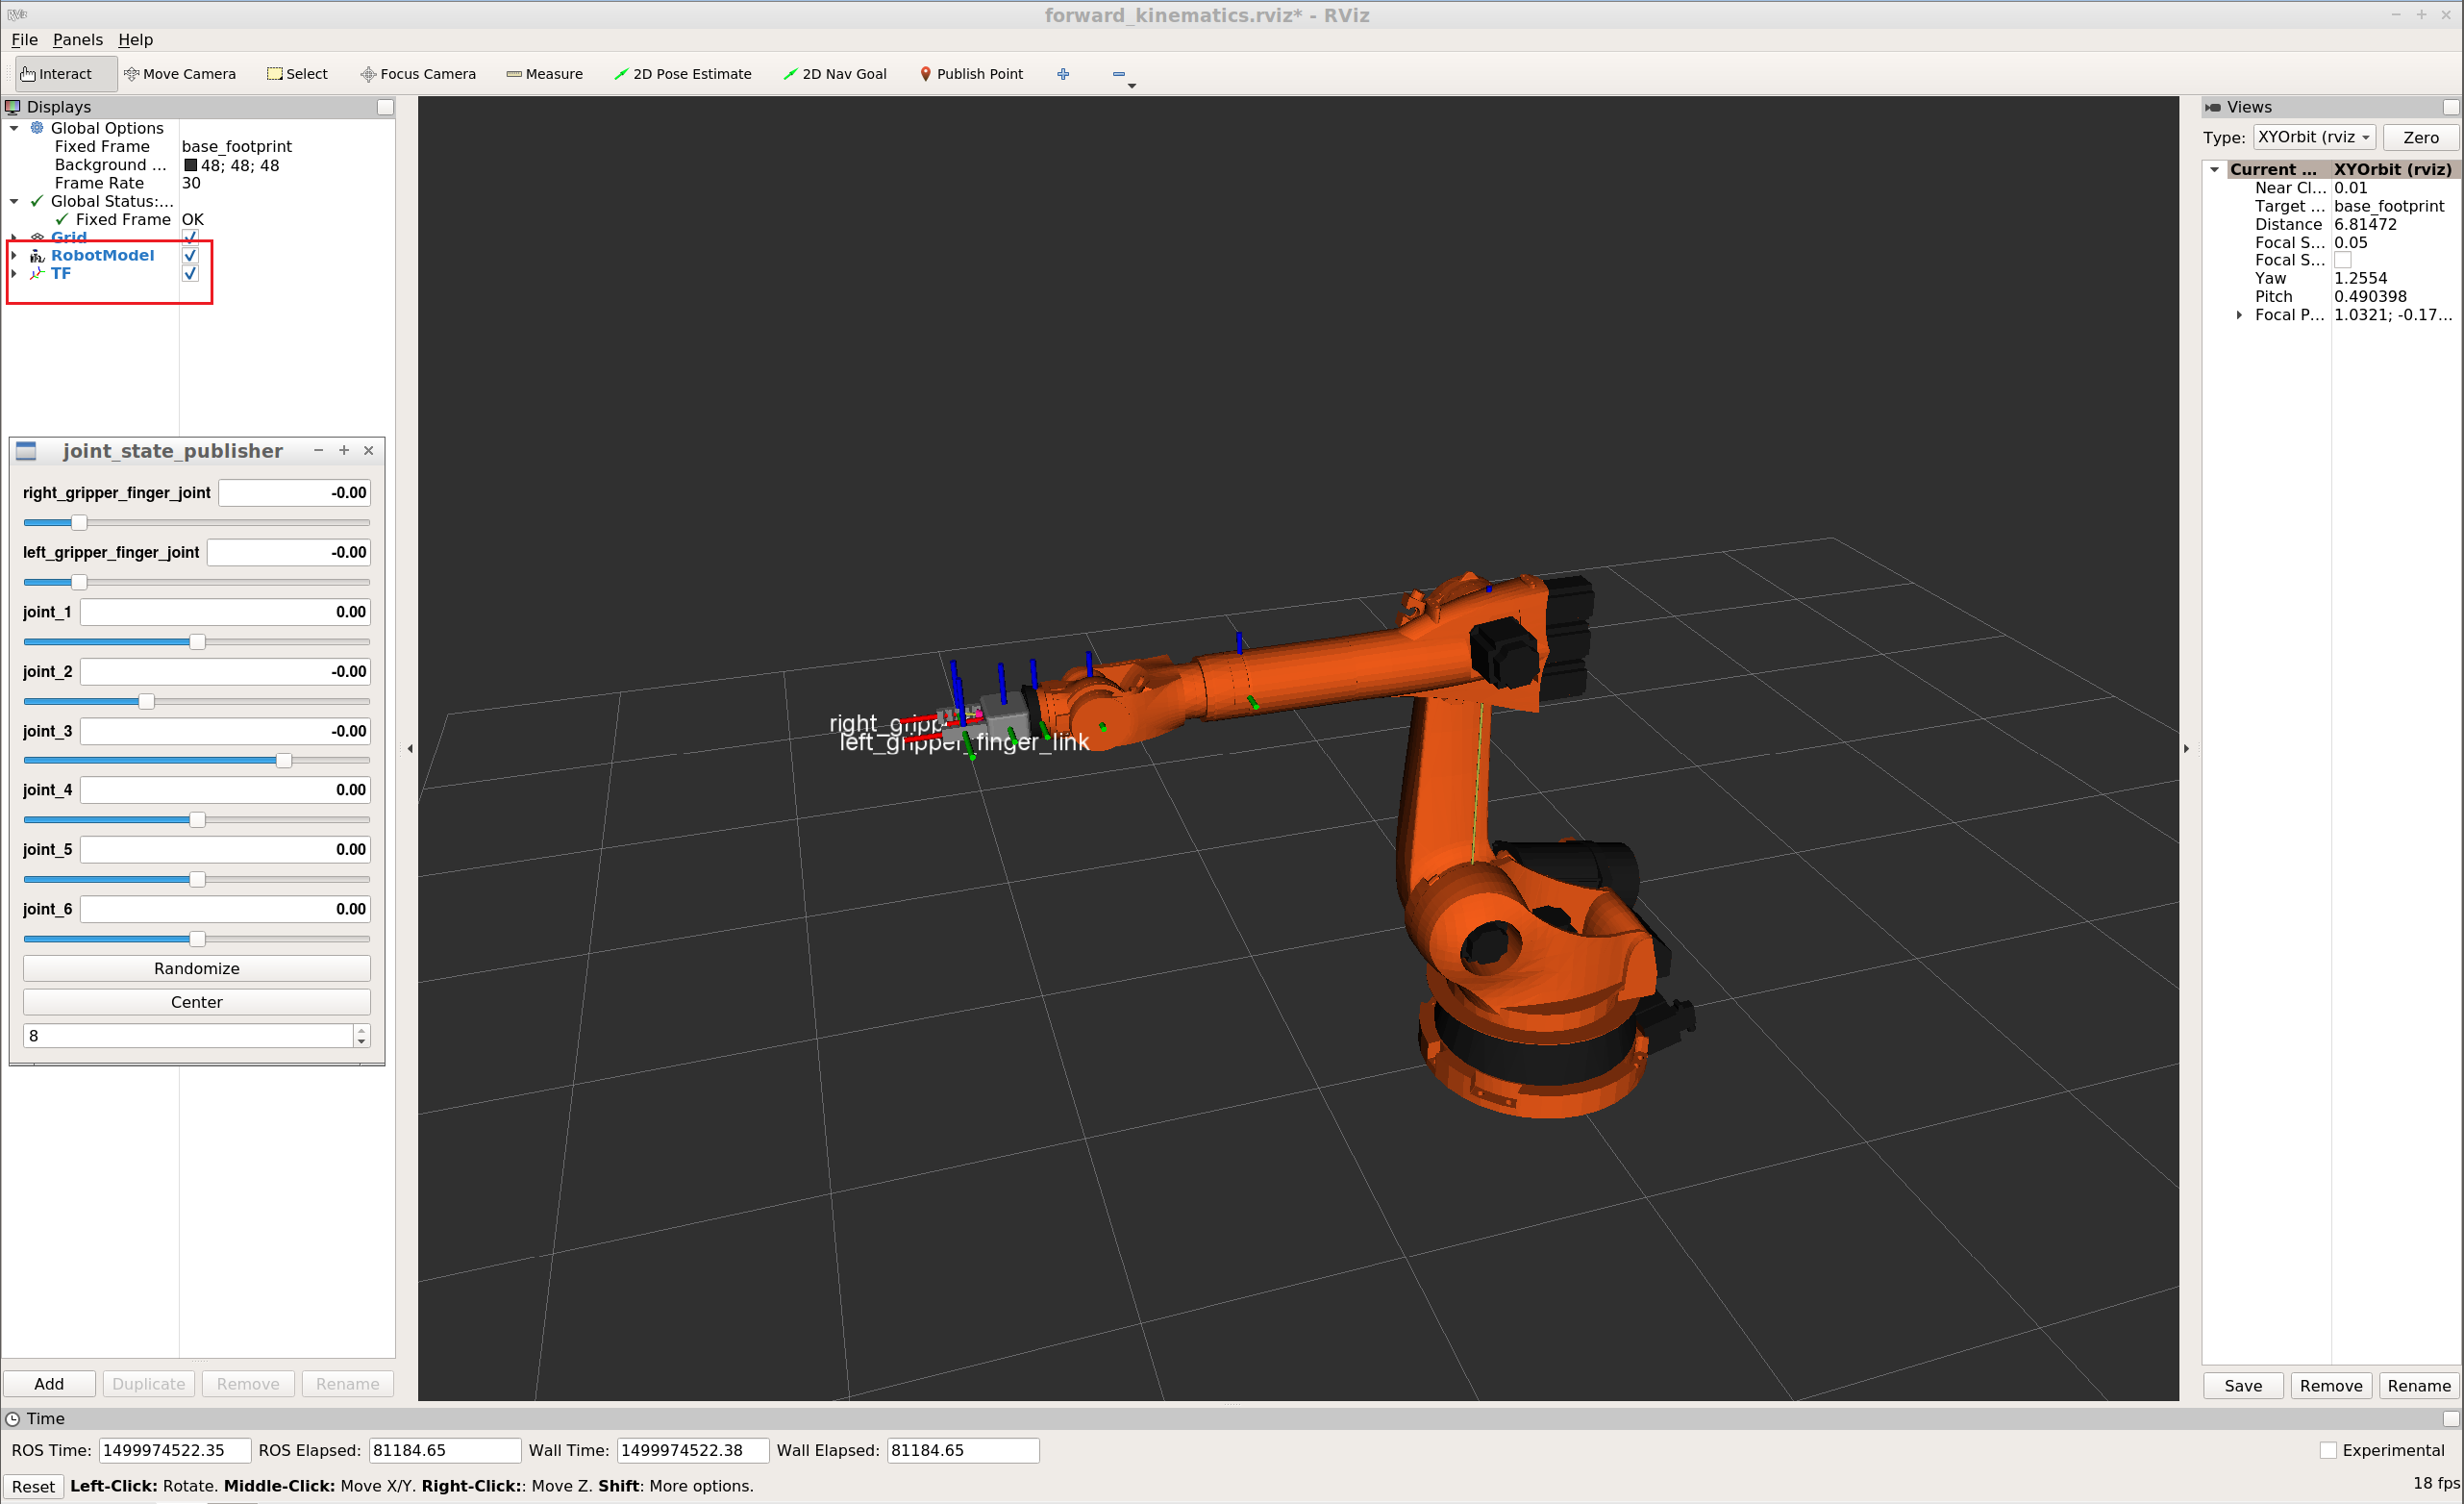 forward_kinematics.rviz* - RViz
File Panels Help
Interact Move Camera Select Focus Camera Measure 2D Pose Estimate 2D Nav Goal Publish Point
Displays
Global Options
Fixed Frame base_footprint
Background ... 48; 48; 48
Frame Rate 30
Global Status:...
Fixed Frame OK
Grid
RobotModel
TF
joint_state_publisher
right_gripper_finger_joint -0.00
left_gripper_finger_joint -0.00
joint_1 0.00
joint_2 -0.00
joint_3 -0.00
joint_4 0.00
joint_5 0.00
joint_6 0.00
Randomize
Center
8
Add Duplicate Remove Rename
right_gripp
left_gripper_finger_link
Views
Type: XYOrbit (rviz Zero
Current ... XYOrbit (rviz)
Near Cl... 0.01
Target ... base_footprint
Distance 6.81472
Focal S... 0.05
Focal S...
Yaw 1.2554
Pitch 0.490398
Focal P... 1.0321; -0.17...
Save Remove Rename
Time
ROS Time: 1499974522.35 ROS Elapsed: 81184.65 Wall Time: 1499974522.38 Wall Elapsed: 81184.65 Experimental
Reset Left-Click: Rotate. Middle-Click: Move X/Y. Right-Click:: Move Z. Shift: More options. 18 fps